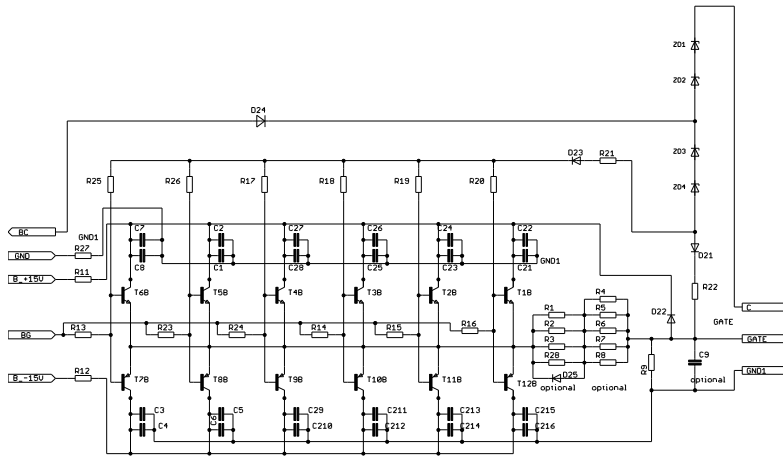 ZD1
ZD2
D24
D23 R21
ZD3
R25 R26 R17 R18 R19 R20
ZD4
BC
GND1 C7 C2 C27 C26 C24 C22
GND R27
D21
C8 C1 C28 C25 C23 C21 GND1
B_+15V R11
T6B T5B T4B T3B T2B T1B
R22
R4
C
R1 R5
D22
GATE
BG R13 R23 R24 R14 R15 R16
R2 R6
R3 R7
GATE
R28 R8
R9
C9
B_-15V R12
T7B T8B T9B T10B T11B T12B
D25
optional optional optional
GND1
C3 C5 C29 C211 C213 C215
C4 C6 C210 C212 C214 C216